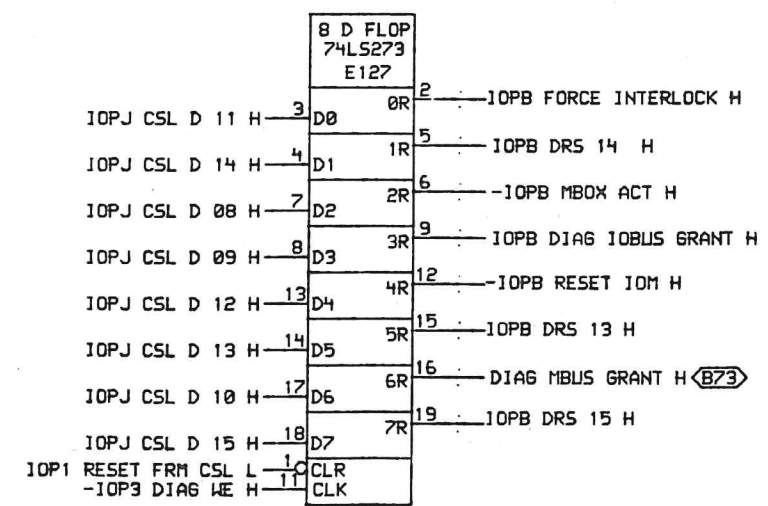 8 D FLOP
74LS273
E127
0R 2 IOPB FORCE INTERLOCK H
IOPJ CSL D 11 H 3 D0
1R 5 IOPB DRS 14 H
IOPJ CSL D 14 H 4 D1
2R 6 -IOPB MBOX ACT H
IOPJ CSL D 08 H 7 D2
3R 9 IOPB DIAG IOBUS GRANT H
IOPJ CSL D 09 H 8 D3
4R 12 -IOPB RESET IOM H
IOPJ CSL D 12 H 13 D4
5R 15 IOPB DRS 13 H
IOPJ CSL D 13 H 14 D5
6R 16 DIAG MBUS GRANT H B73
IOPJ CSL D 10 H 17 D6
7R 19 IOPB DRS 15 H
IOPJ CSL D 15 H 18 D7
IOP1 RESET FRM CSL L 1 CLR
-IOP3 DIAG WE H 11 CLK